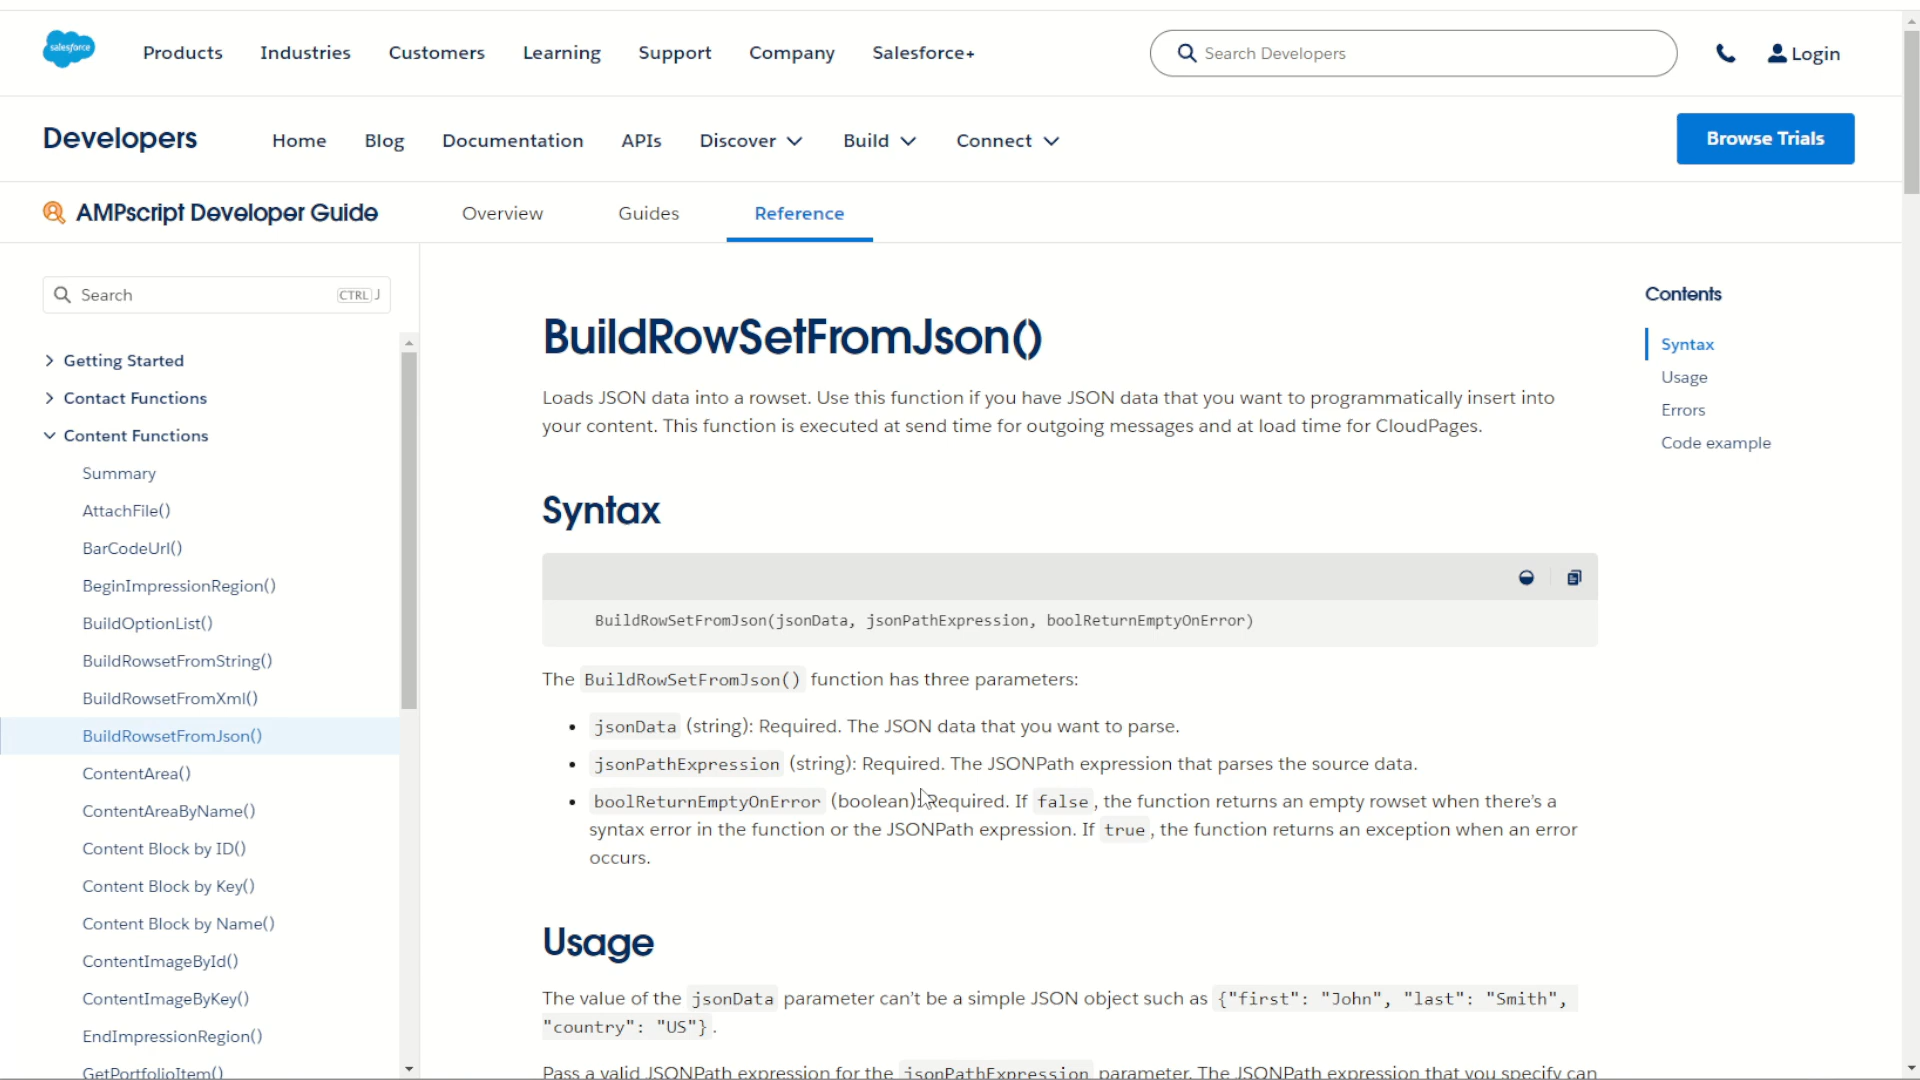 salesforce
Products Industries Customers Learning Support Company Salesforce+
Search Developers
Login
Developers
Home Blog Documentation APIs Discover Build Connect
Browse Trials
AMPscript Developer Guide
Overview Guides Reference
Search CTRL J
Getting Started
Contact Functions
Content Functions
Summary
AttachFile()
BarCodeUrl()
BeginImpressionRegion()
BuildOptionList()
BuildRowsetFromString()
BuildRowsetFromXml()
BuildRowsetFromJson()
ContentArea()
ContentAreaByName()
Content Block by ID()
Content Block by Key()
Content Block by Name()
ContentImageById()
ContentImageByKey()
EndImpressionRegion()
GetPortfolioItem()
BuildRowSetFromJson()
Loads JSON data into a rowset. Use this function if you have JSON data that you want to programmatically insert into
your content. This function is executed at send time for outgoing messages and at load time for CloudPages.
Syntax
BuildRowSetFromJson(jsonData, jsonPathExpression, boolReturnEmptyOnError)
The BuildRowSetFromJson() function has three parameters:
• jsonData (string): Required. The JSON data that you want to parse.
• jsonPathExpression (string): Required. The JSONPath expression that parses the source data.
• boolReturnEmptyOnError (boolean): Required. If false, the function returns an empty rowset when there's a
syntax error in the function or the JSONPath expression. If true, the function returns an exception when an error
occurs.
Usage
The value of the jsonData parameter can't be a simple JSON object such as {"first": "John", "last": "Smith",
"country": "US"}.
Pass a valid JSONPath expression for the jsonPathExpression parameter. The JSONPath expression that you specify can
Contents
Syntax
Usage
Errors
Code example